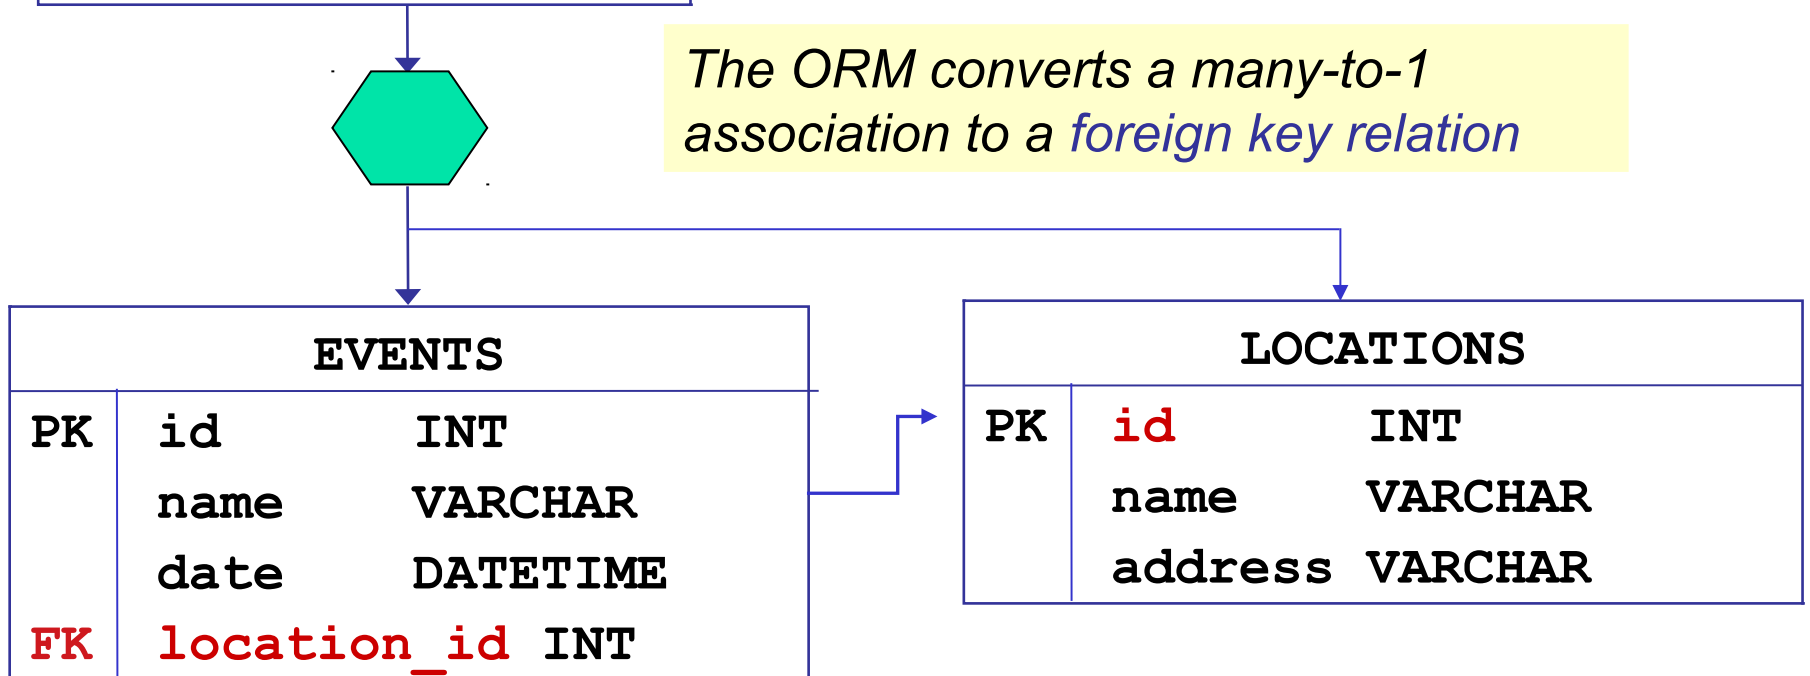 The ORM converts a many-to-1
association to a foreign key relation
EVENTS
PK id INT
name VARCHAR
date DATETIME
FK location_id INT
LOCATIONS
PK id INT
name VARCHAR
address VARCHAR